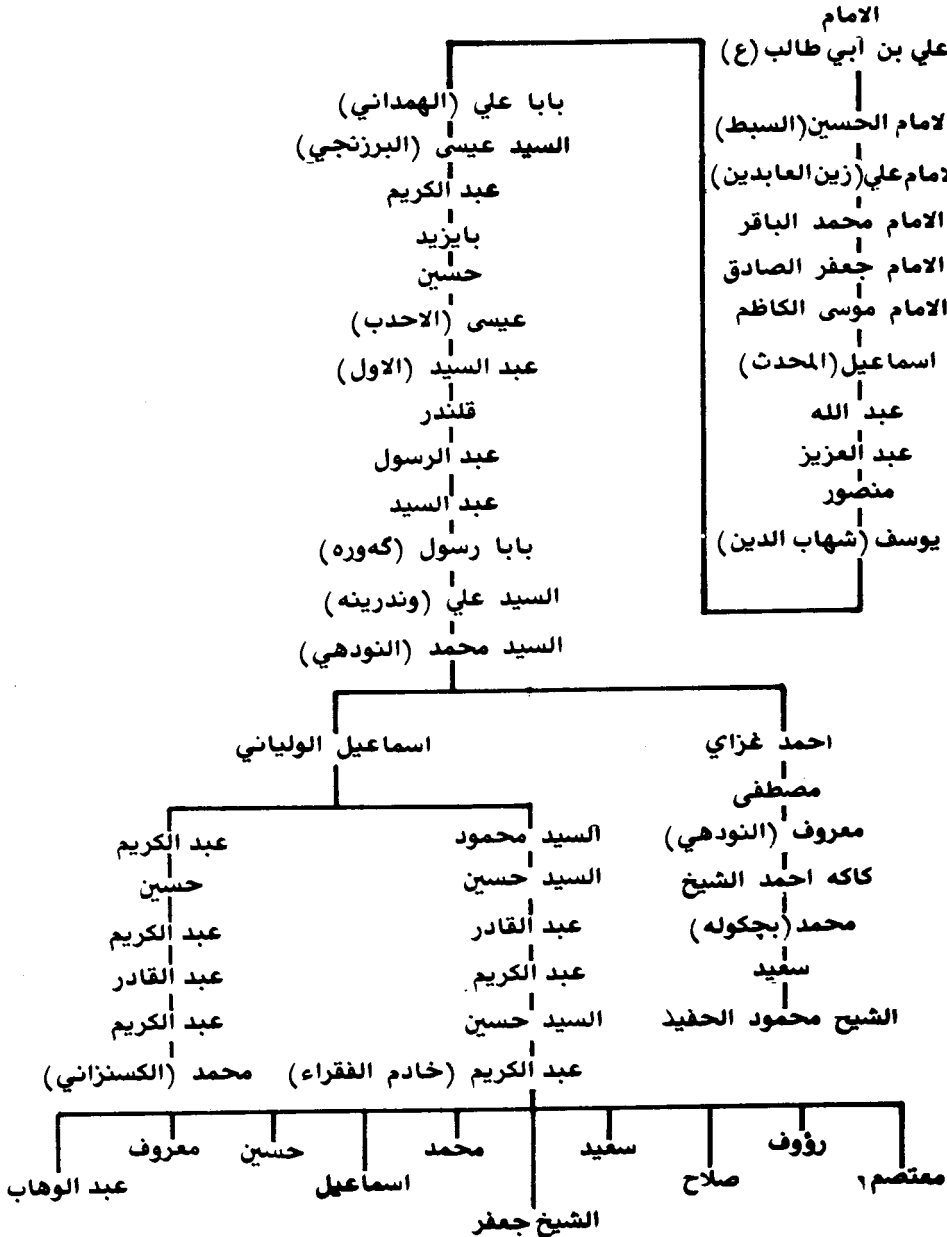 الامام
علي بن آبي طالب (ع)
لامام الحسين (السبط)
لامام علي (زين العابدين)
الامام محمد الباقر
الامام جعفر الصادق
الامام موسى الكاظم
اسماعيل (المحدث)
عبد الله
عبد العزيز
منصور
يوسف (شهاب الدين)
بابا علي (الهمداني)
السيد عيسى (البرزنجي)
عبد الكريم
بايزيد
حسين
عيسى (الاحدب)
عبد السيد (الاول)
قلندر
عبد الرسول
عبد السيد
بابا رسول (گەورە)
السيد علي (وندرينه)
السيد محمد (النودهي)
احمد غزاي
مصطفى
معروف (النودهي)
كاكه احمد الشيخ
محمد (بچكوله)
سعيد
الشيح محمود الحفيد
اسماعيل الولياني
السيد محمود
السيد حسين
عبد القادر
عبد الكريم
السيد حسين
عبد الكريم (خادم الفقراء)
عبد الكريم
حسين
عبد الكريم
عبد القادر
عبد الكريم
محمد (الكسنزاني)
معتصم
رؤوف
صلاح
سعيد
الشيخ جعفر
محمد
اسماعيل
حسين
معروف
عبد الوهاب